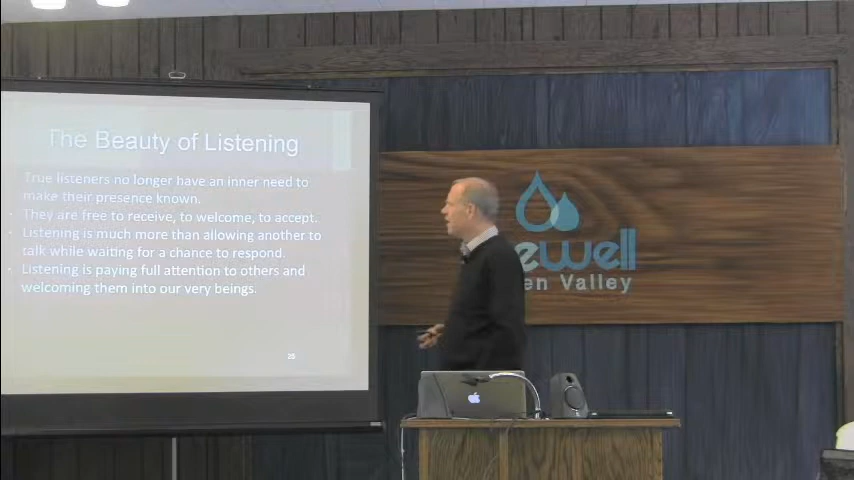 The Beauty of Listening
True listeners no longer have an inner need to
make their presence known.
• They are free to receive, to welcome, to accept.
• Listening is much more than allowing another to
talk while waiting for a chance to respond.
• Listening is paying full attention to others and
welcoming them into our very beings.
ewell
en Valley